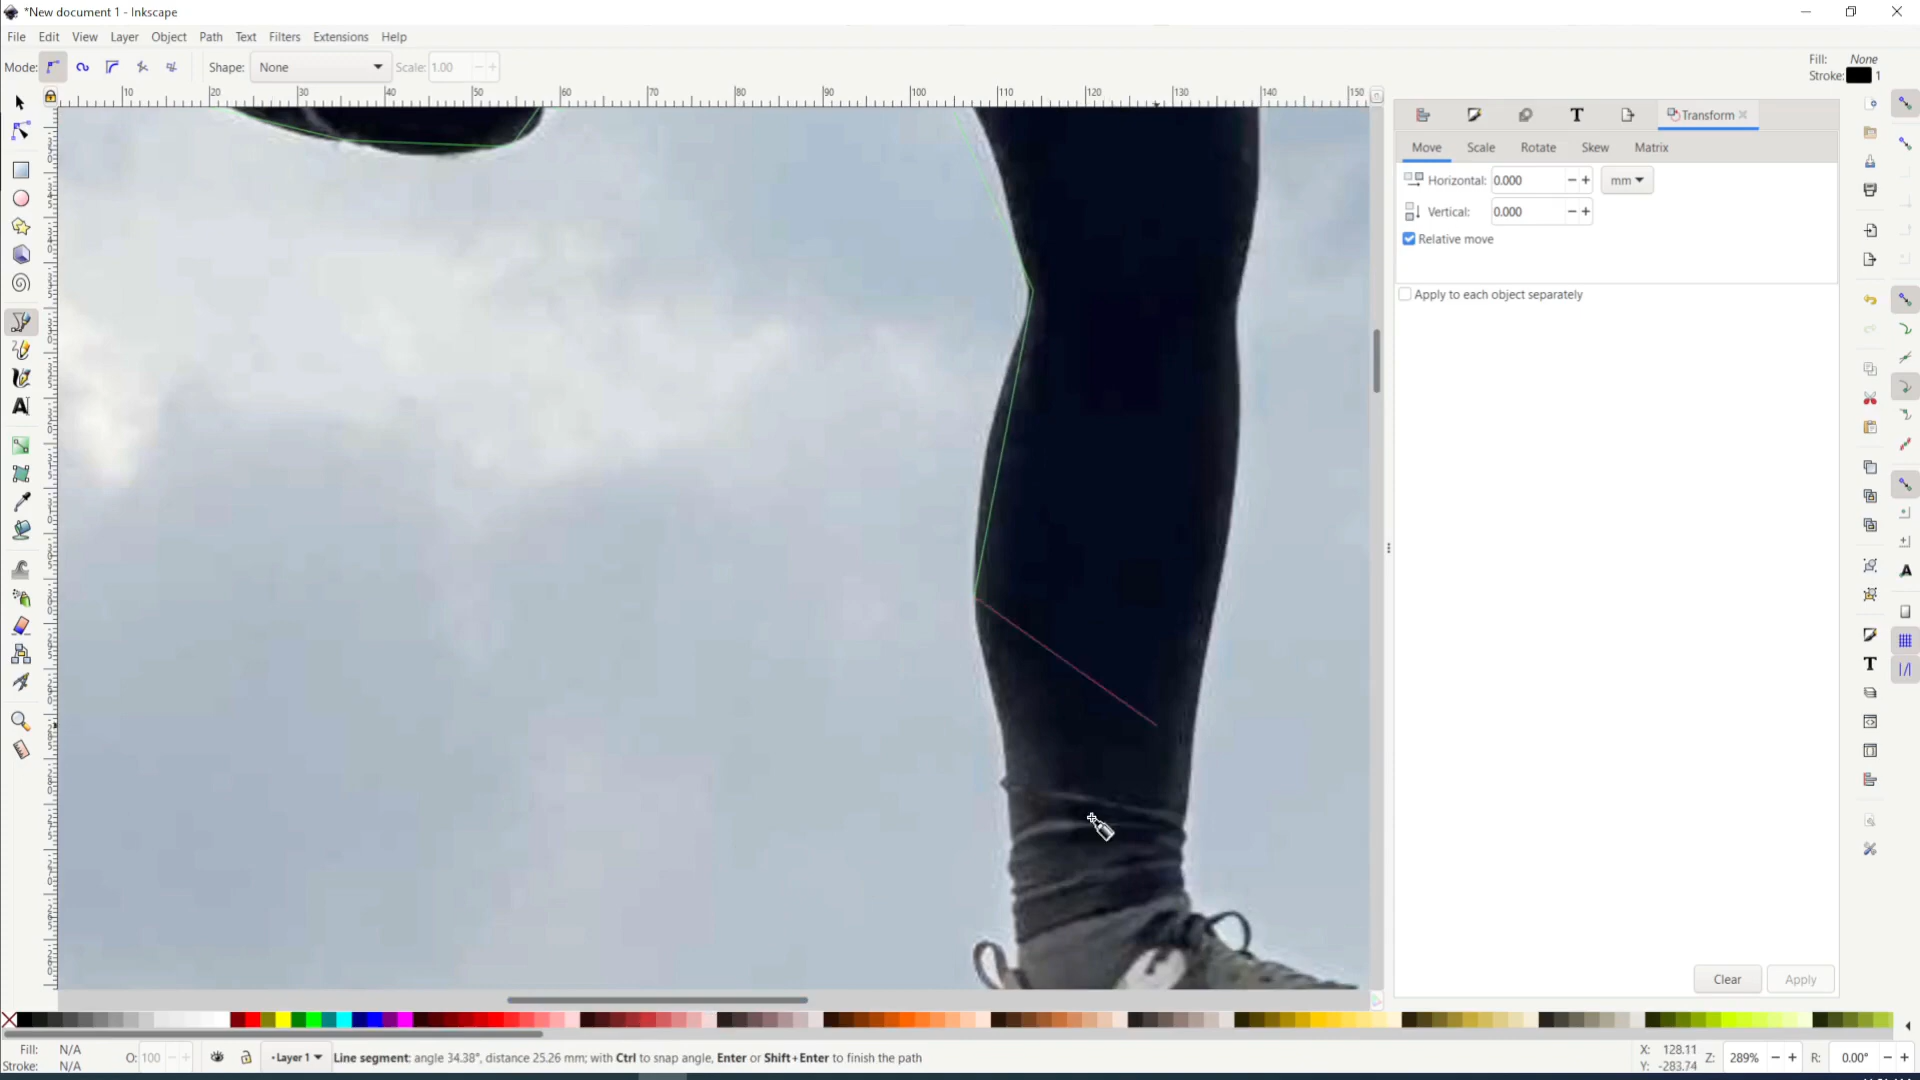 *New document 1 - Inkscape
File Edit View Layer Object Path Text Filters Extensions Help
Mode: Shape: None Scale: 1.00
Fill: None
Stroke: 1
10 20 30 40 50 60 70 80 90 100 110 120 130 140 150
Transform
Move Scale Rotate Skew Matrix
Horizontal: 0.000 mm
Vertical: 0.000
Relative move
Apply to each object separately
Clear Apply
Fill: N/A
Stroke: N/A
O: 100
Layer 1
Line segment: angle 34.38°, distance 25.26 mm; with Ctrl to snap angle, Enter or Shift+Enter to finish the path
X: 128.11
Y: -283.74
Z: 289%
R: 0.00°